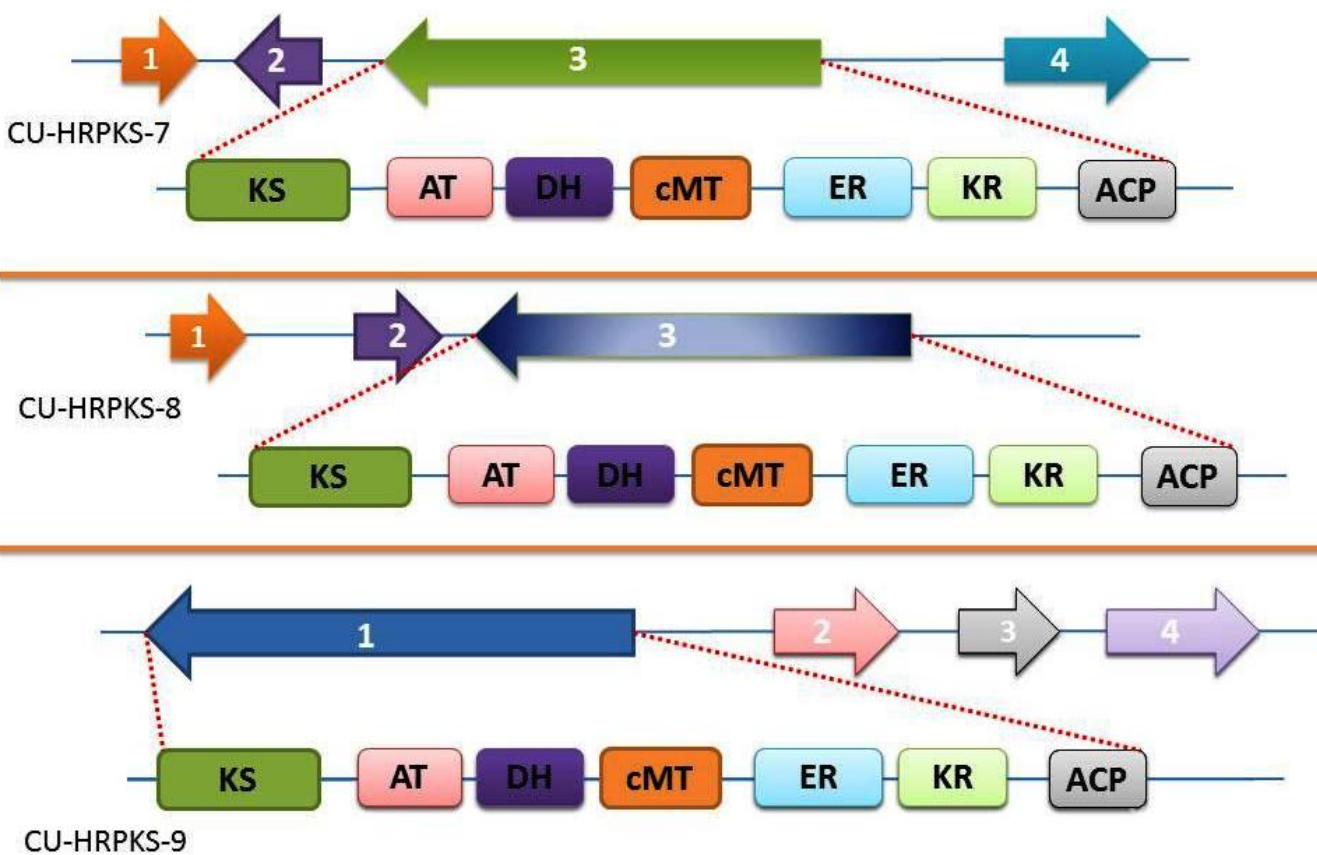 1 2 3 4
CU-HRPKS-7
KS AT DH cMT ER KR ACP
1 2 3
CU-HRPKS-8
KS AT DH cMT ER KR ACP
1 2 3 4
KS AT DH cMT ER KR ACP
CU-HRPKS-9